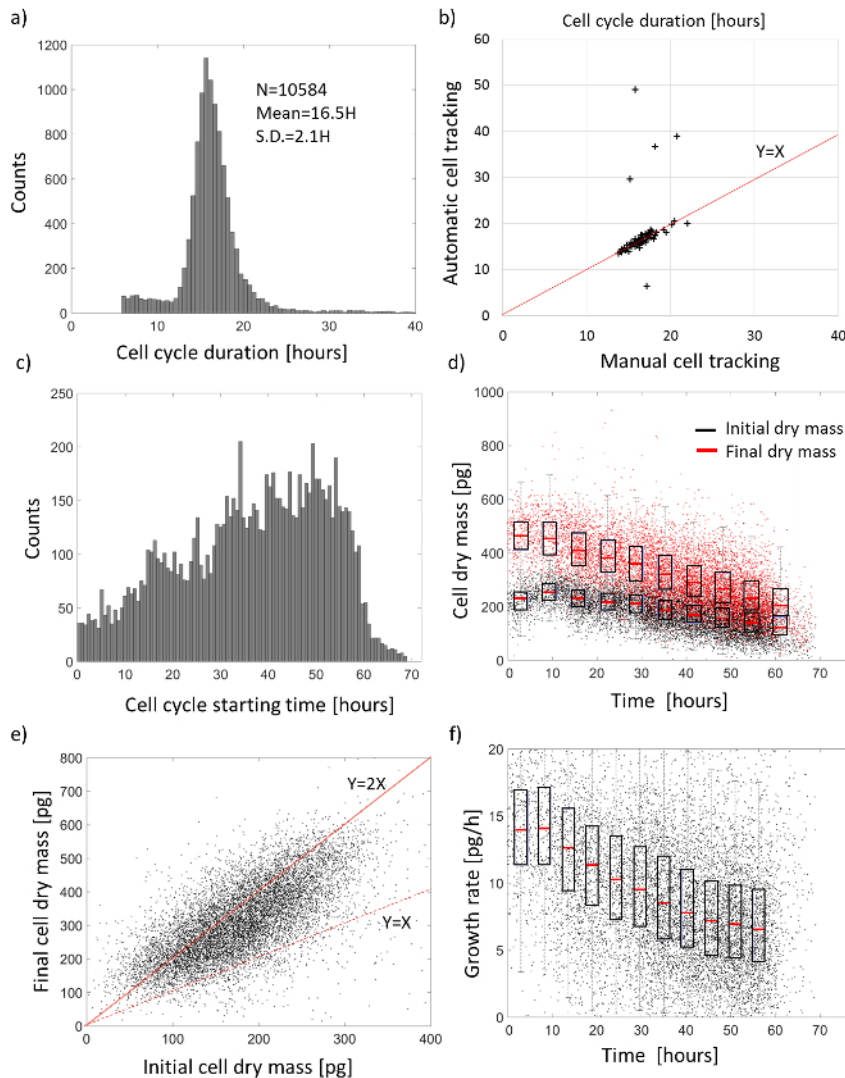 a)
1200
1000
800
600
400
200
0
Counts
N=10584
Mean=16.5H
S.D.=2.1H
0 10 20 30 40
Cell cycle duration [hours]
b)
Cell cycle duration [hours]
60
50
40
30
20
10
0
Automatic cell tracking
Y=X
0 10 20 30 40
Manual cell tracking
c)
250
200
150
100
50
0
Counts
0 10 20 30 40 50 60 70
Cell cycle starting time [hours]
d)
1000
800
600
400
200
0
Cell dry mass [pg]
Initial dry mass
Final dry mass
0 10 20 30 40 50 60 70
Time [hours]
e)
800
700
600
500
400
300
200
100
0
Final cell dry mass [pg]
Y=2X
Y=X
0 100 200 300 400
Initial cell dry mass [pg]
f)
20
15
10
5
0
Growth rate [pg/h]
0 10 20 30 40 50 60 70
Time [hours]